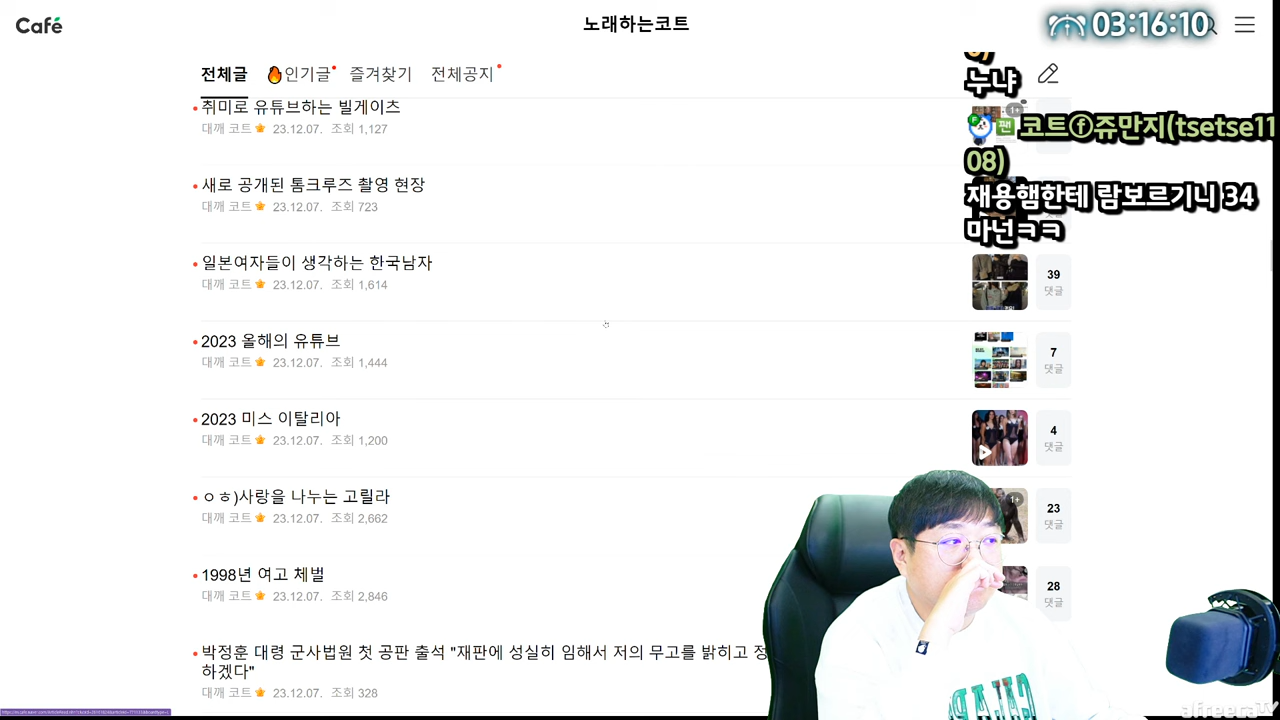 Café
노래하는코트
03:16:10
전체글
인기글
즐겨찾기
전체공지
누냐
코트ⓕ쥬만지(tsetse11
08)
재용햄한테 람보르기니 34
마넌ㅋㅋ
취미로 유튜브하는 빌게이츠
대깨 코트 23.12.07. 조회 1,127
1+
팬
새로 공개된 톰크루즈 촬영 현장
대깨 코트 23.12.07. 조회 723
일본여자들이 생각하는 한국남자
대깨 코트 23.12.07. 조회 1,614
39
댓글
2023 올해의 유튜브
대깨 코트 23.12.07. 조회 1,444
7
댓글
2023 미스 이탈리아
대깨 코트 23.12.07. 조회 1,200
4
댓글
ㅇㅎ)사랑을 나누는 고릴라
대깨 코트 23.12.07. 조회 2,662
1+
23
댓글
1998년 여고 체벌
대깨 코트 23.12.07. 조회 2,846
28
댓글
박정훈 대령 군사법원 첫 공판 출석 "재판에 성실히 임해서 저의 무고를 밝히고 정
하겠다"
대깨 코트 23.12.07. 조회 328
afreecaTV